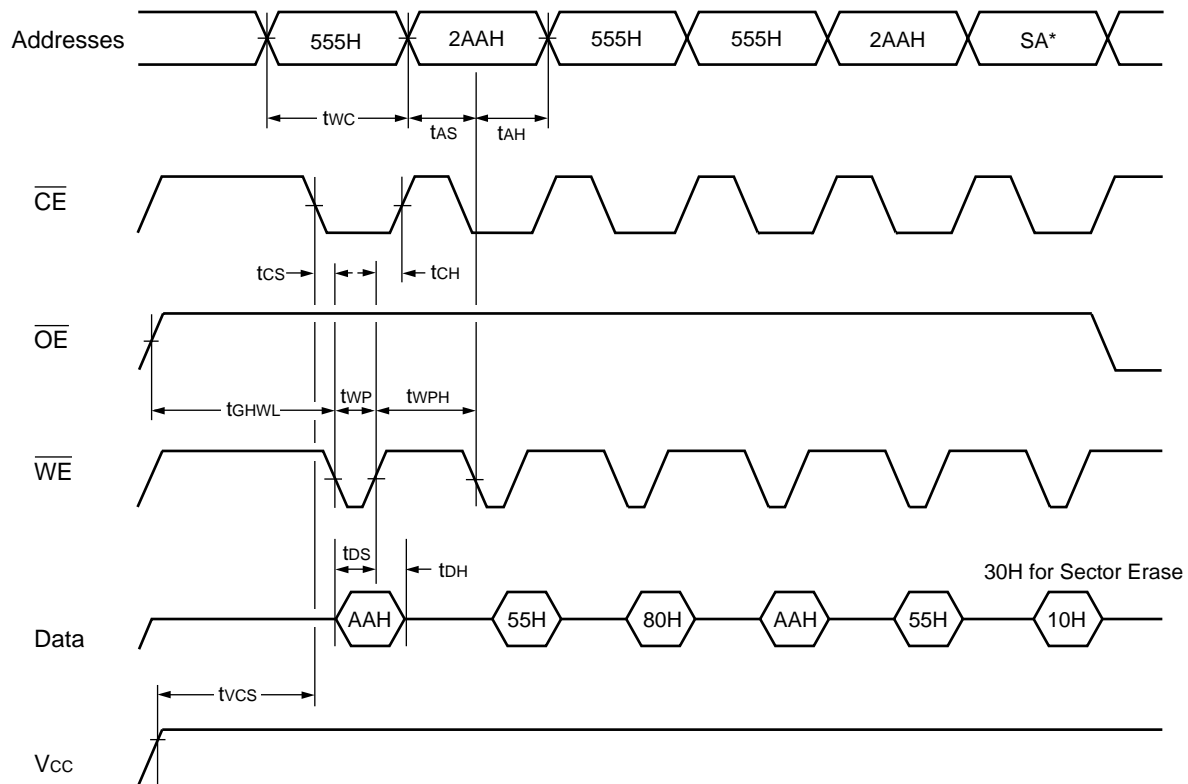 Addresses 555H 2AAH 555H 555H 2AAH SA*
tWC tAS tAH
CE
tCS tCH
OE
tGHWL tWP tWPH
WE
tDS tDH
30H for Sector Erase
Data AAH 55H 80H AAH 55H 10H
tVCS
VCC